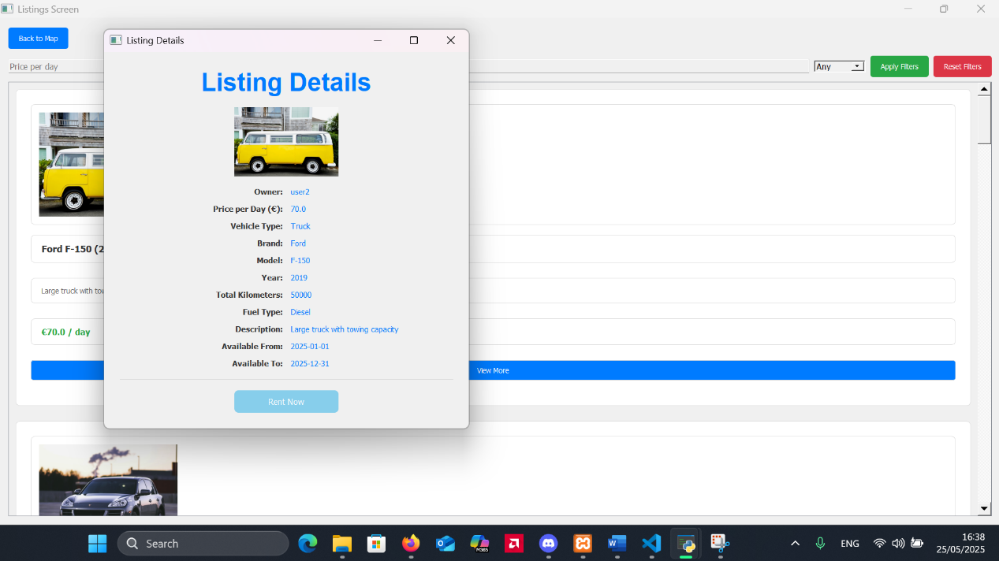 Listings Screen
Back to Map
Price per day
Any
Apply Filters
Reset Filters
Ford F-150 (2
Large truck with tow
€70.0 / day
View More
Listing Details
Listing Details
Owner: user2
Price per Day (€): 70.0
Vehicle Type: Truck
Brand: Ford
Model: F-150
Year: 2019
Total Kilometers: 50000
Fuel Type: Diesel
Description: Large truck with towing capacity
Available From: 2025-01-01
Available To: 2025-12-31
Rent Now
Search
M365
ENG
16:38
25/05/2025